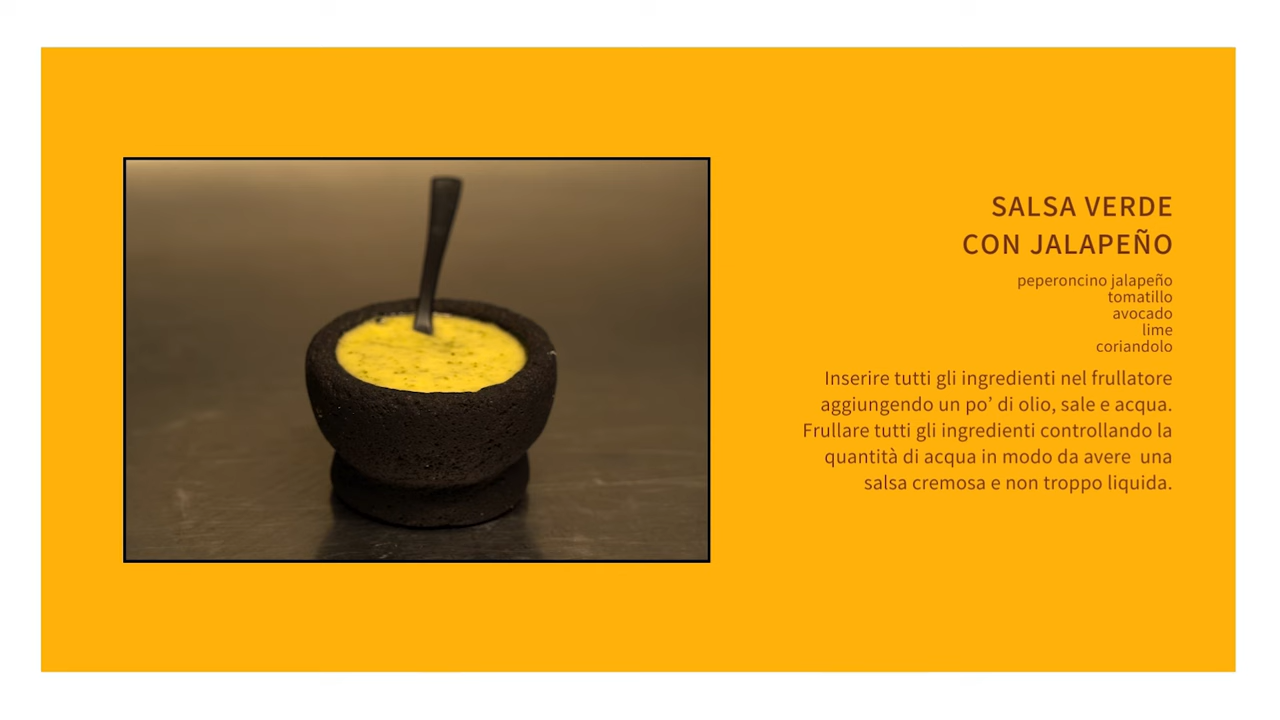 SALSA VERDE
CON JALAPEÑO
peperoncino jalapeño
tomatillo
avocado
lime
coriandolo
Inserire tutti gli ingredienti nel frullatore
aggiungendo un po’ di olio, sale e acqua.
Frullare tutti gli ingredienti controllando la
quantità di acqua in modo da avere  una
salsa cremosa e non troppo liquida.